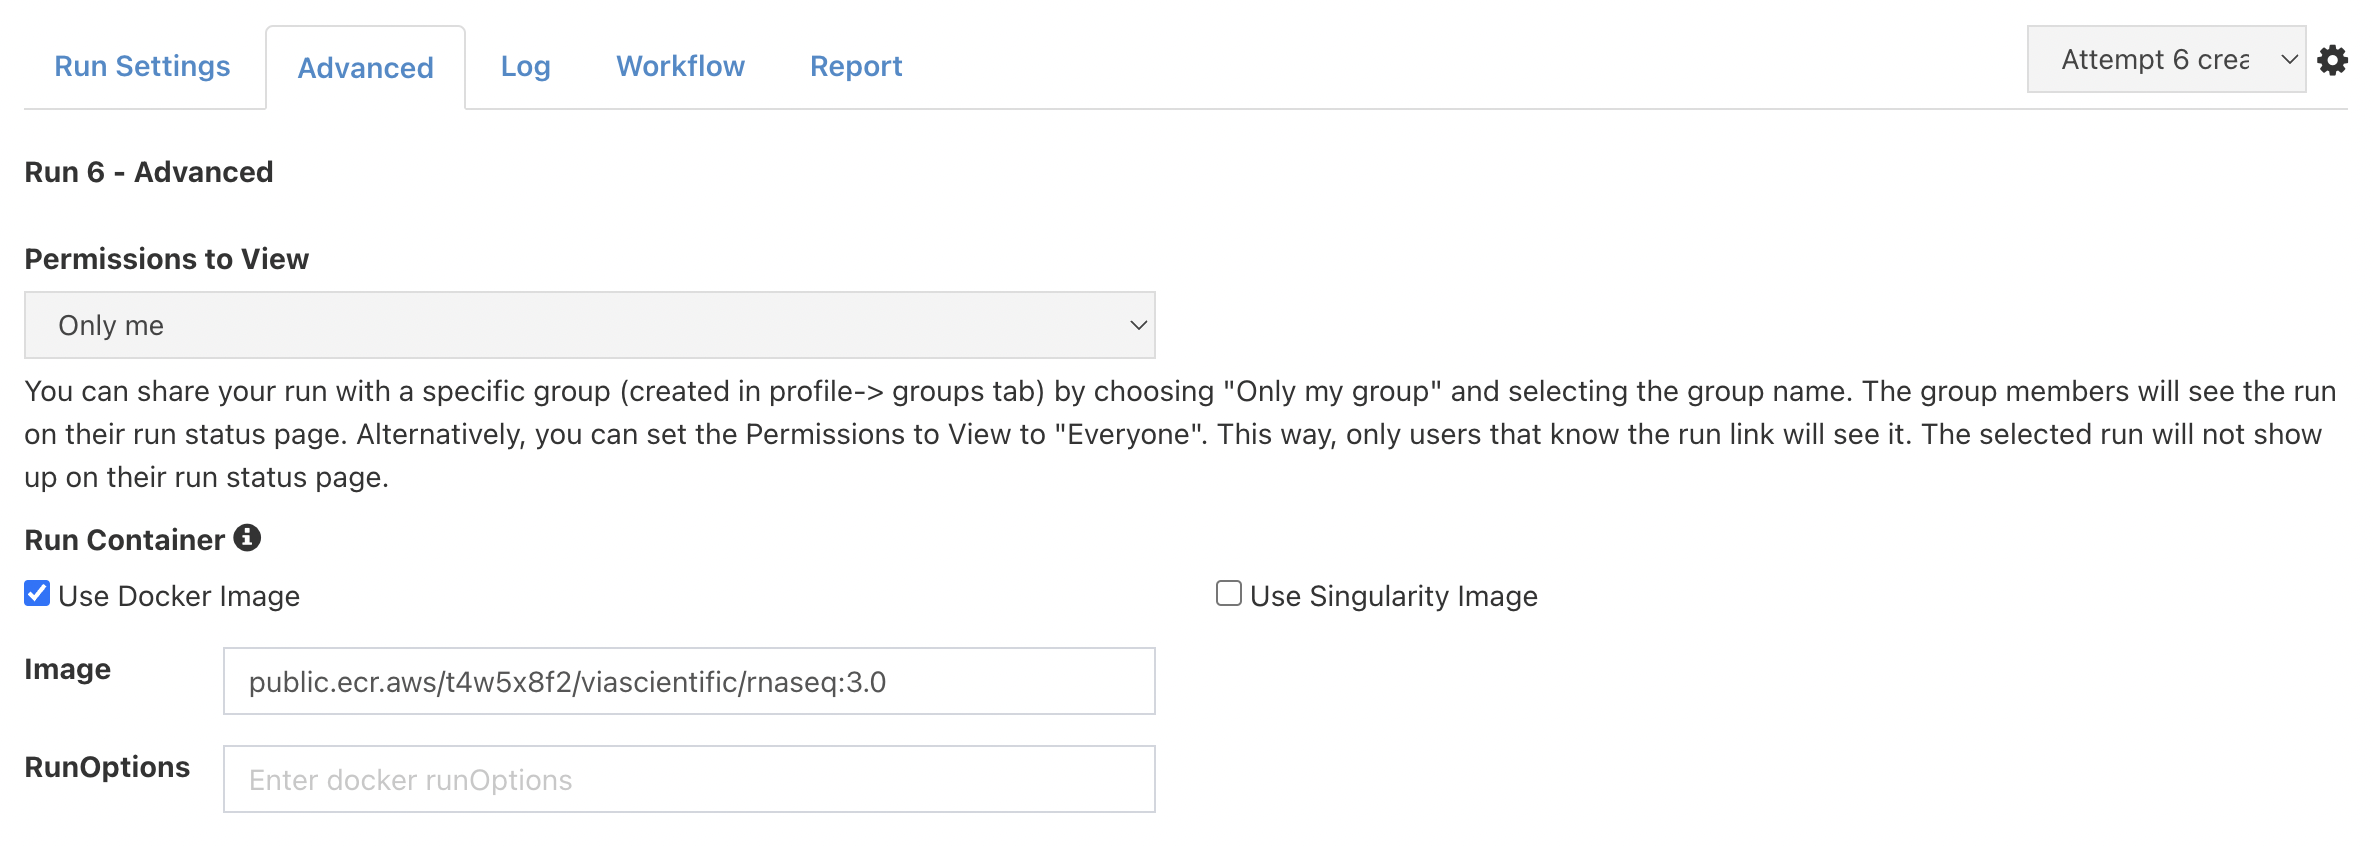 Run Settings Advanced Log Workflow Report Attempt 6 crea
Run 6 - Advanced
Permissions to View
Only me
You can share your run with a specific group (created in profile-> groups tab) by choosing "Only my group" and selecting the group name. The group members will see the run
on their run status page. Alternatively, you can set the Permissions to View to "Everyone". This way, only users that know the run link will see it. The selected run will not show
up on their run status page.
Run Container
Use Docker Image Use Singularity Image
Image public.ecr.aws/t4w5x8f2/viascientific/rnaseq:3.0
RunOptions Enter docker runOptions